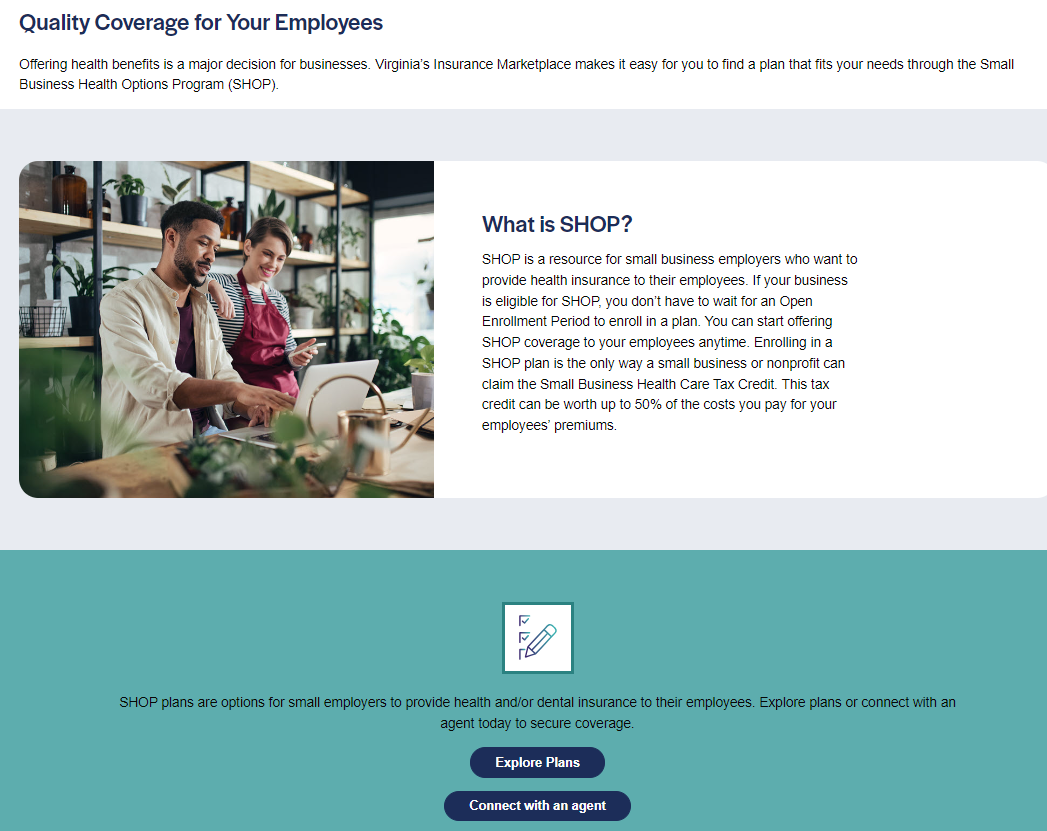 Quality Coverage for Your Employees
Offering health benefits is a major decision for businesses. Virginia’s Insurance Marketplace makes it easy for you to find a plan that fits your needs through the Small
Business Health Options Program (SHOP).
What is SHOP?
SHOP is a resource for small business employers who want to
provide health insurance to their employees. If your business
is eligible for SHOP, you don’t have to wait for an Open
Enrollment Period to enroll in a plan. You can start offering
SHOP coverage to your employees anytime. Enrolling in a
SHOP plan is the only way a small business or nonprofit can
claim the Small Business Health Care Tax Credit. This tax
credit can be worth up to 50% of the costs you pay for your
employees’ premiums.
SHOP plans are options for small employers to provide health and/or dental insurance to their employees. Explore plans or connect with an
agent today to secure coverage.
Explore Plans
Connect with an agent